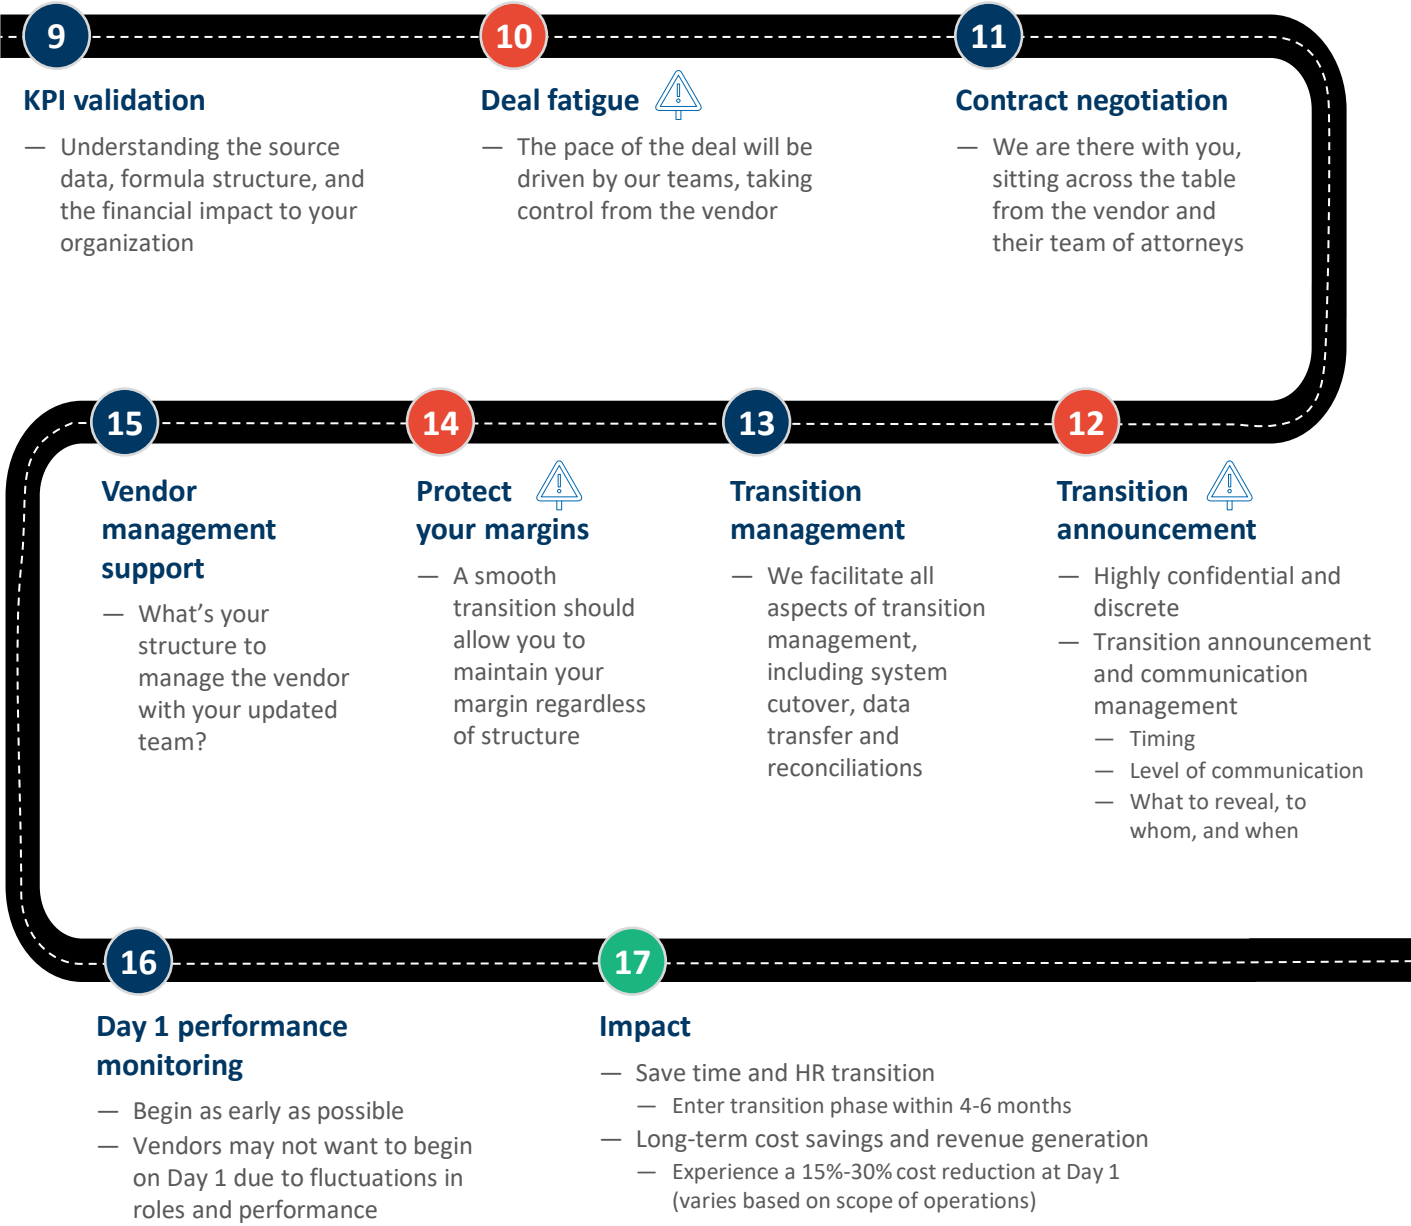 9
KPI validation
— Understanding the source
data, formula structure, and
the financial impact to your
organization
10
Deal fatigue
— The pace of the deal will be
driven by our teams, taking
control from the vendor
11
Contract negotiation
— We are there with you,
sitting across the table
from the vendor and
their team of attorneys
12
Transition
announcement
— Highly confidential and
discrete
— Transition announcement
and communication
management
— Timing
— Level of communication
— What to reveal, to
whom, and when
13
Transition
management
— We facilitate all
aspects of transition
management,
including system
cutover, data
transfer and
reconciliations
14
Protect
your margins
— A smooth
transition should
allow you to
maintain your
margin regardless
of structure
15
Vendor
management
support
— What’s your
structure to
manage the vendor
with your updated
team?
16
Day 1 performance
monitoring
— Begin as early as possible
— Vendors may not want to begin
on Day 1 due to fluctuations in
roles and performance
17
Impact
— Save time and HR transition
— Enter transition phase within 4-6 months
— Long-term cost savings and revenue generation
— Experience a 15%-30% cost reduction at Day 1
(varies based on scope of operations)